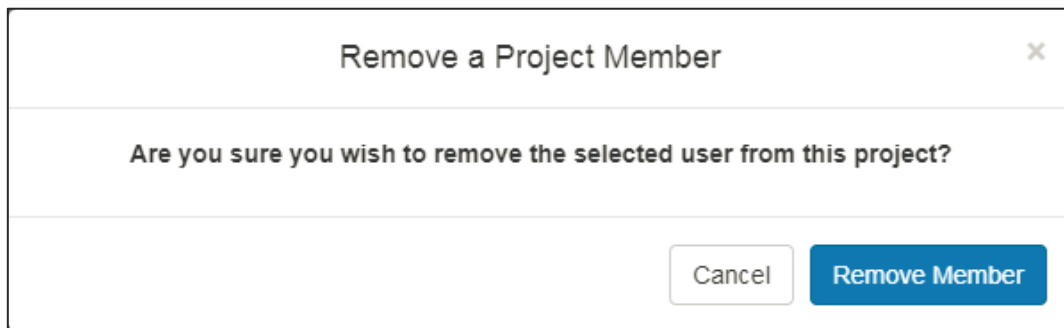 Remove a Project Member
×
Are you sure you wish to remove the selected user from this project?
Cancel
Remove Member